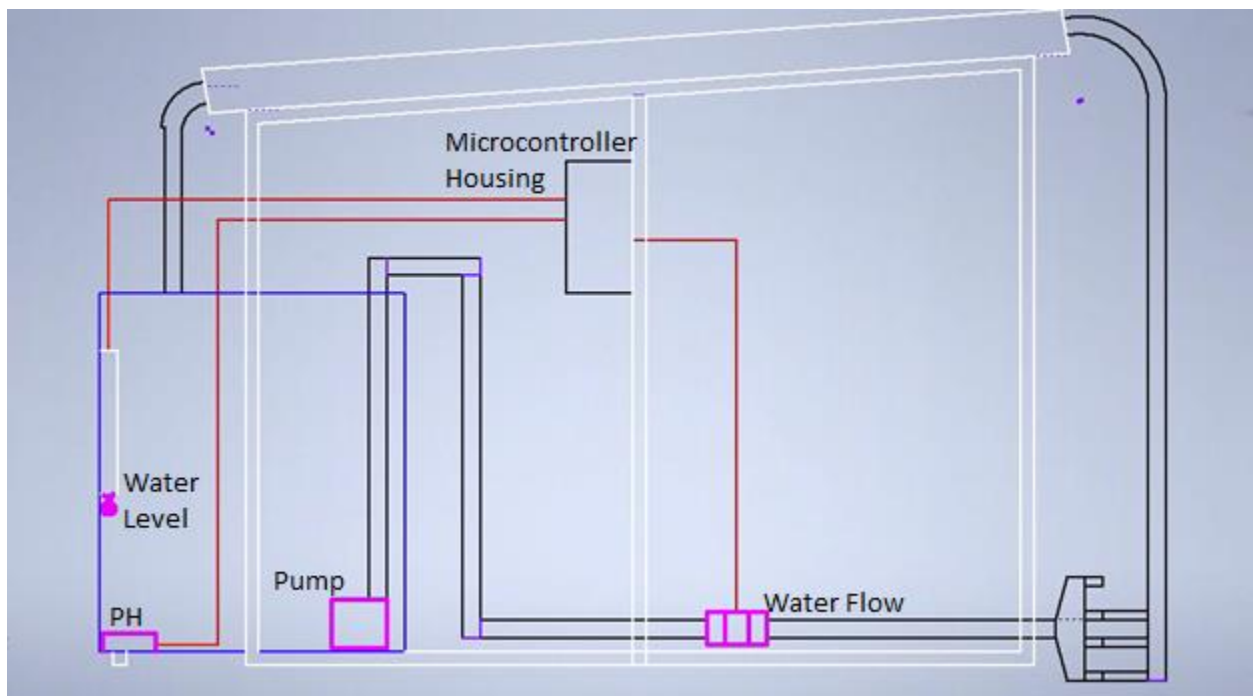 Microcontroller
Housing
Water
Level
Pump
PH
Water Flow